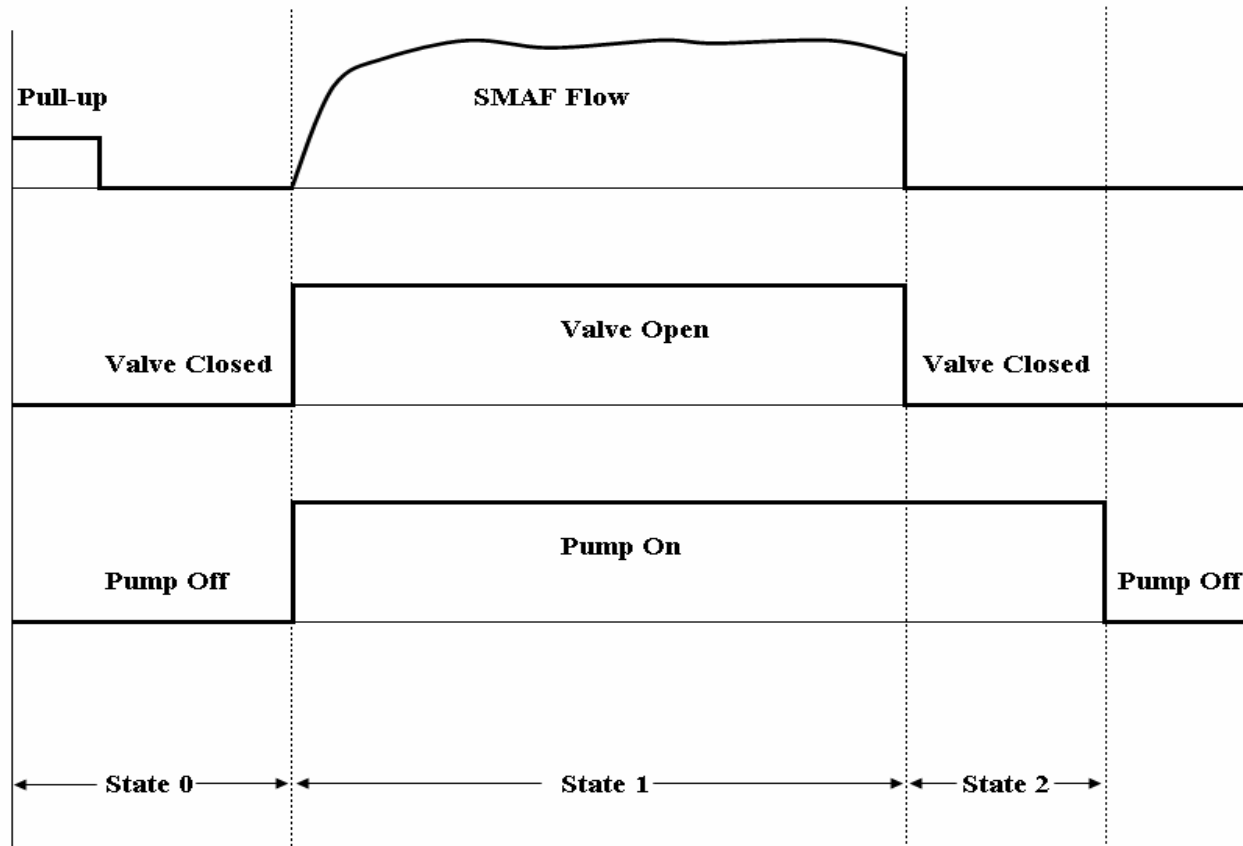 Pull-up
SMAF Flow
Valve Open
Valve Closed
Valve Closed
Pump On
Pump Off
Pump Off
State 0
State 1
State 2